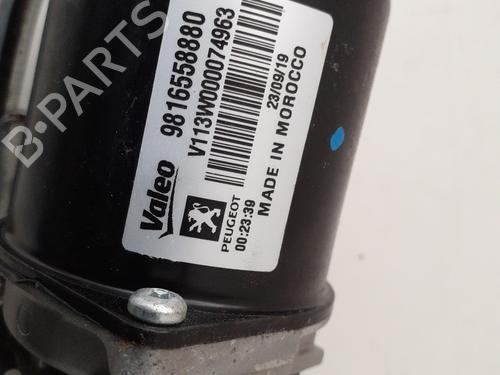 Valeo
9816558880
V113W000074963
PEUGEOT
00:23:39
23/09/19
MADE IN MOROCCO
B-PARTS